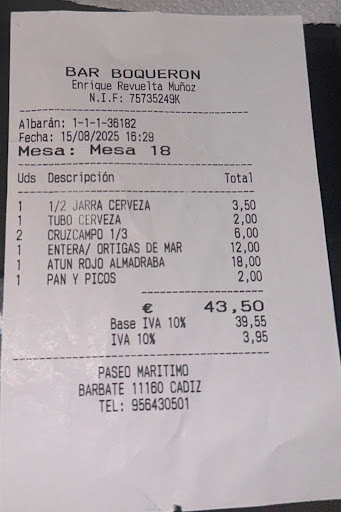 BAR BOQUERON
Enrique Revuelta Muñoz
N.I.F: 75735249K
Albarán: 1-1-1-36182
Fecha: 15/08/2025 16:29
Mesa: Mesa 18
Uds Descripción Total
1 1/2 JARRA CERVEZA 3,50
1 TUBO CERVEZA 2,00
2 CRUZCAMPO 1/3 6,00
1 ENTERA/ ORTIGAS DE MAR 12,00
1 ATUN ROJO ALMADRABA 18,00
1 PAN Y PICOS 2,00
€ 43,50
Base IVA 10% 39,55
IVA 10% 3,95
PASEO MARITIMO
BARBATE 11160 CADIZ
TEL: 956430501